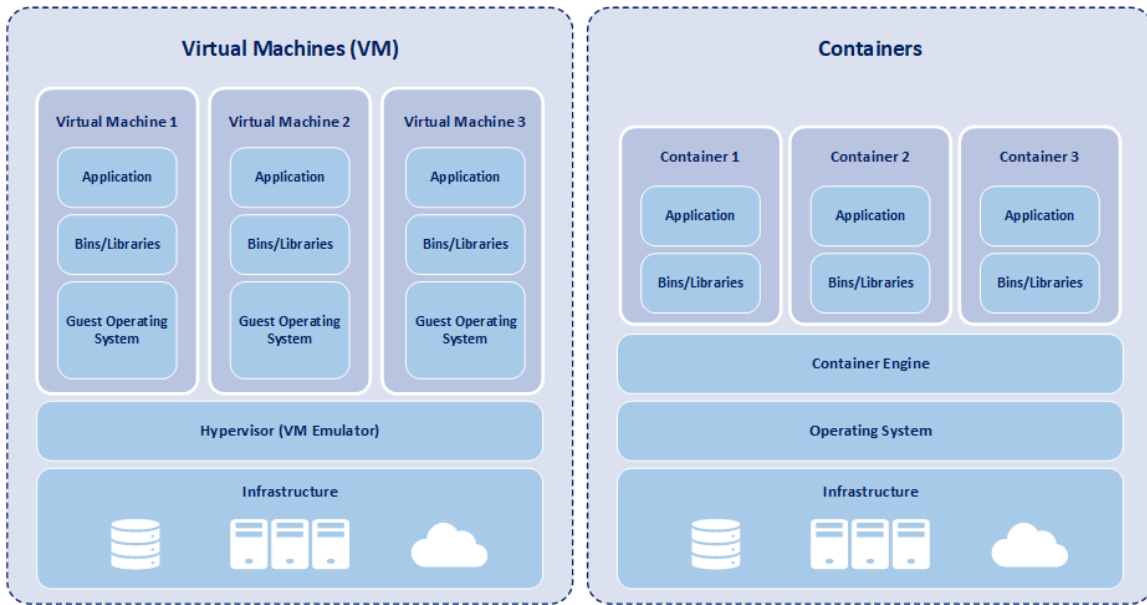 Virtual Machines (VM)
Virtual Machine 1
Application
Bins/Libraries
Guest Operating
System
Virtual Machine 2
Application
Bins/Libraries
Guest Operating
System
Virtual Machine 3
Application
Bins/Libraries
Guest Operating
System
Hypervisor (VM Emulator)
Infrastructure
Containers
Container 1
Application
Bins/Libraries
Container 2
Application
Bins/Libraries
Container 3
Application
Bins/Libraries
Container Engine
Operating System
Infrastructure